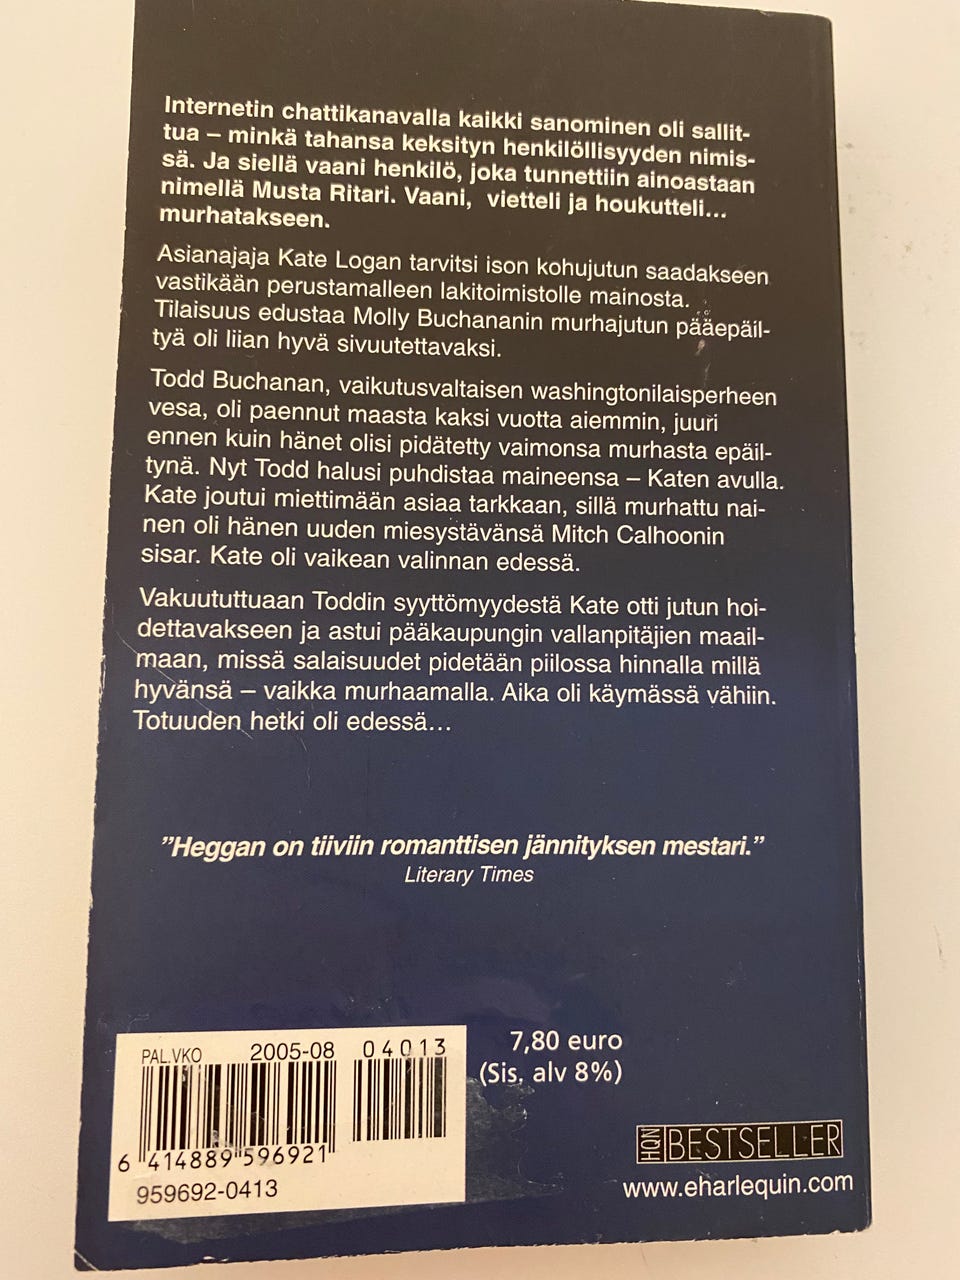 Internetin chattikanavalla kaikki sanominen oli sallit-
tua – minkä tahansa keksityn henkilöllisyyden nimis-
sä. Ja siellä vaani henkilö, joka tunnettiin ainoastaan
nimellä Musta Ritari. Vaani, vietteli ja houkutteli...
murhatakseen.
Asianajaja Kate Logan tarvitsi ison kohujutun saadakseen
vastikään perustamalleen lakitoimistolle mainosta.
Tilaisuus edustaa Molly Buchananin murhajutun pääepäil-
tyä oli liian hyvä sivuutettavaksi.
Todd Buchanan, vaikutusvaltaisen washingtonilaisperheen
vesa, oli paennut maasta kaksi vuotta aiemmin, juuri
ennen kuin hänet olisi pidätetty vaimonsa murhasta epäil-
tynä. Nyt Todd halusi puhdistaa maineensa – Katen avulla.
Kate joutui miettimään asiaa tarkkaan, sillä murhattu nai-
nen oli hänen uuden miesystävänsä Mitch Calhoonin
sisar. Kate oli vaikean valinnan edessä.
Vakuututtuaan Toddin syyttömyydestä Kate otti jutun hoi-
dettavakseen ja astui pääkaupungin vallanpitäjien maail-
maan, missä salaisuudet pidetään piilossa hinnalla millä
hyvänsä – vaikka murhaamalla. Aika oli käymässä vähiin.
Totuuden hetki oli edessä...
"Heggan on tiiviin romanttisen jännityksen mestari."
Literary Times
PAL.VKO 2005-08 04013
6 414889 596921
959692-0413
7,80 euro
(Sis. alv 8%)
HQN BESTSELLER
www.eharlequin.com